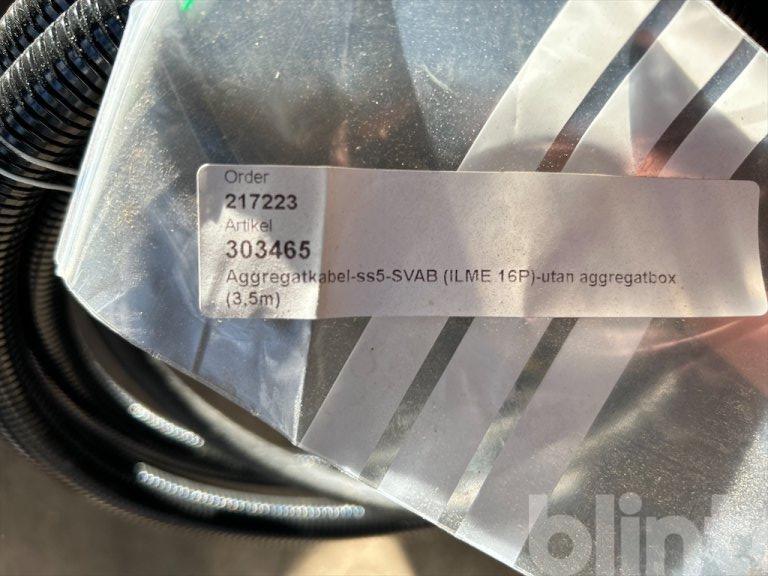 Order
217223
Artikel
303465
Aggregatkabel-ss5-SVAB (ILME 16P)-utan aggregatbox
(3,5m)